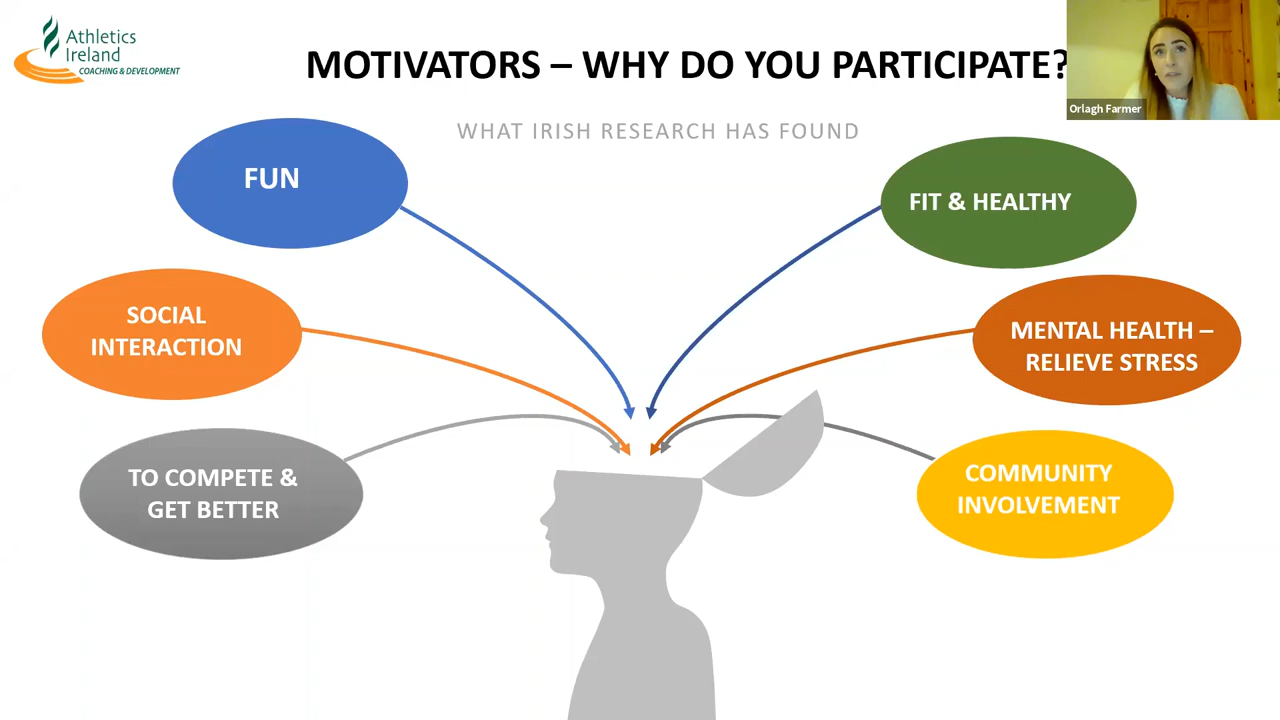 Athletics
Ireland
COACHING & DEVELOPMENT
MOTIVATORS – WHY DO YOU PARTICIPATE?
Orlagh Farmer
WHAT IRISH RESEARCH HAS FOUND
FUN
FIT & HEALTHY
SOCIAL
INTERACTION
MENTAL HEALTH –
RELIEVE STRESS
TO COMPETE &
GET BETTER
COMMUNITY
INVOLVEMENT